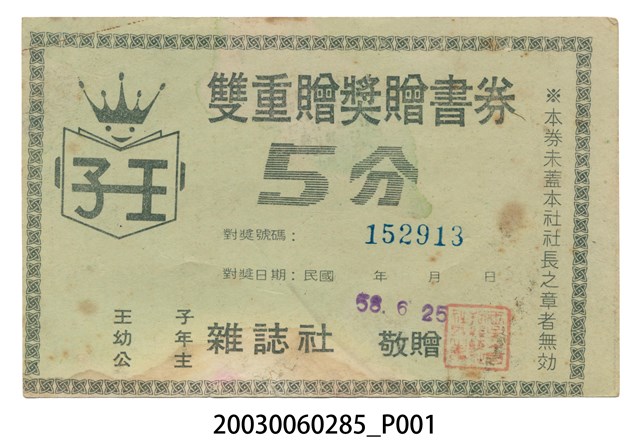 雙重贈獎贈書券
子王
5分
對獎號碼：152913
對獎日期：民國 年 月 日
58.6.25
王子
幼年
公主
雜誌社 敬贈
※本券未蓋本社社長之章者無効
20030060285_P001